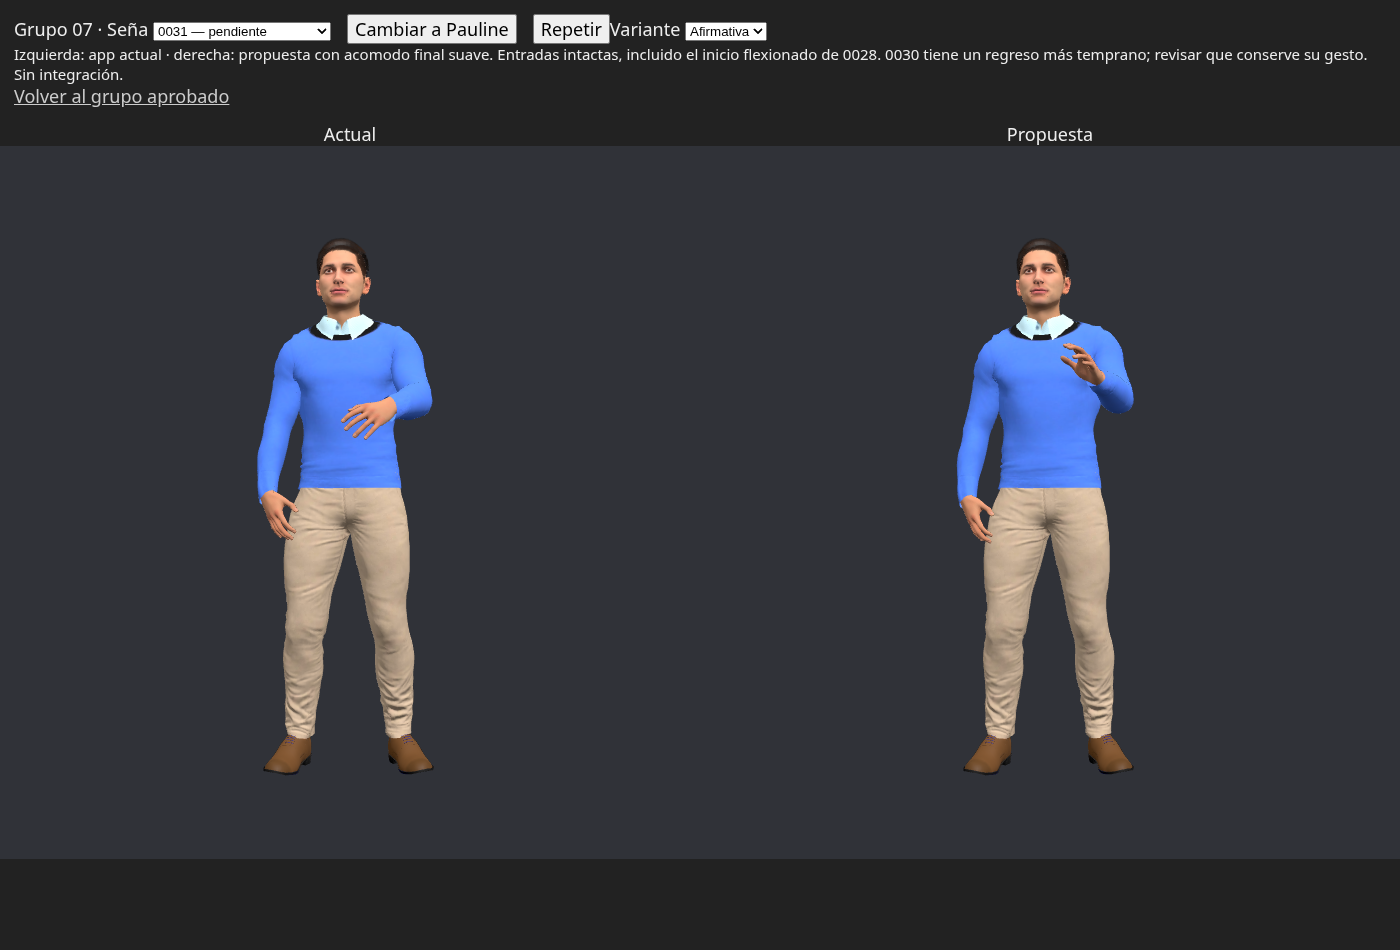 Grupo 07 · Seña 0031 — pendiente Cambiar a Pauline Repetir Variante Afirmativa
Izquierda: app actual · derecha: propuesta con acomodo final suave. Entradas intactas, incluido el inicio flexionado de 0028. 0030 tiene un regreso más temprano; revisar que conserve su gesto.
Sin integración.
Volver al grupo aprobado
Actual Propuesta